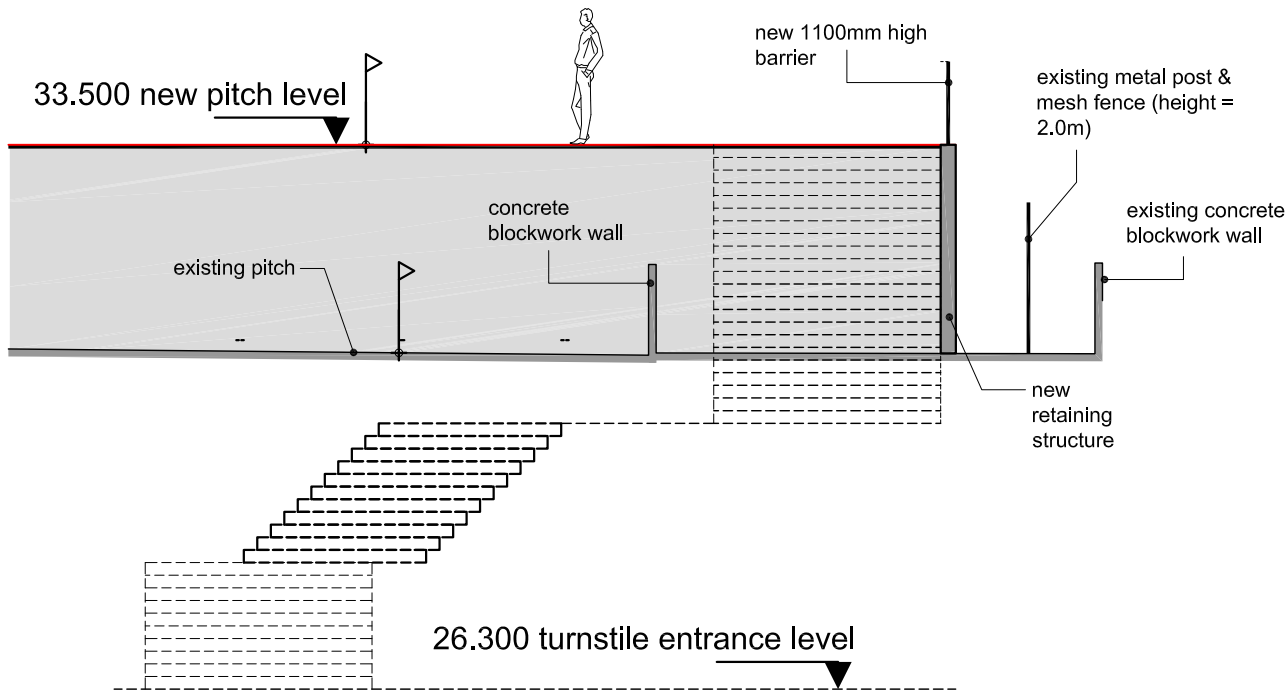 new 1100mm high
barrier
33.500 new pitch level
existing metal post &
mesh fence (height =
2.0m)
concrete
blockwork wall
existing concrete
blockwork wall
existing pitch
new
retaining
structure
26.300 turnstile entrance level